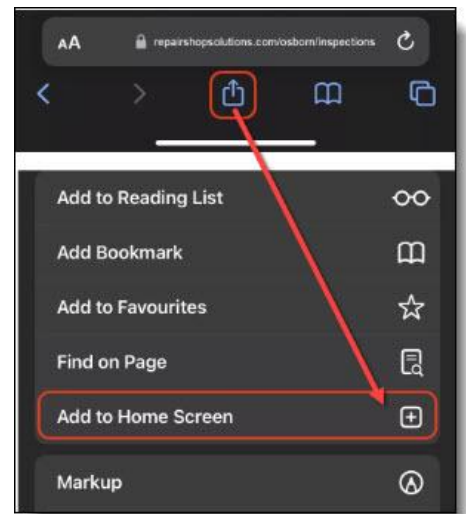 AA repairshopsolutions.com/osborn/inspections
Add to Reading List
Add Bookmark
Add to Favourites
Find on Page
Add to Home Screen
Markup